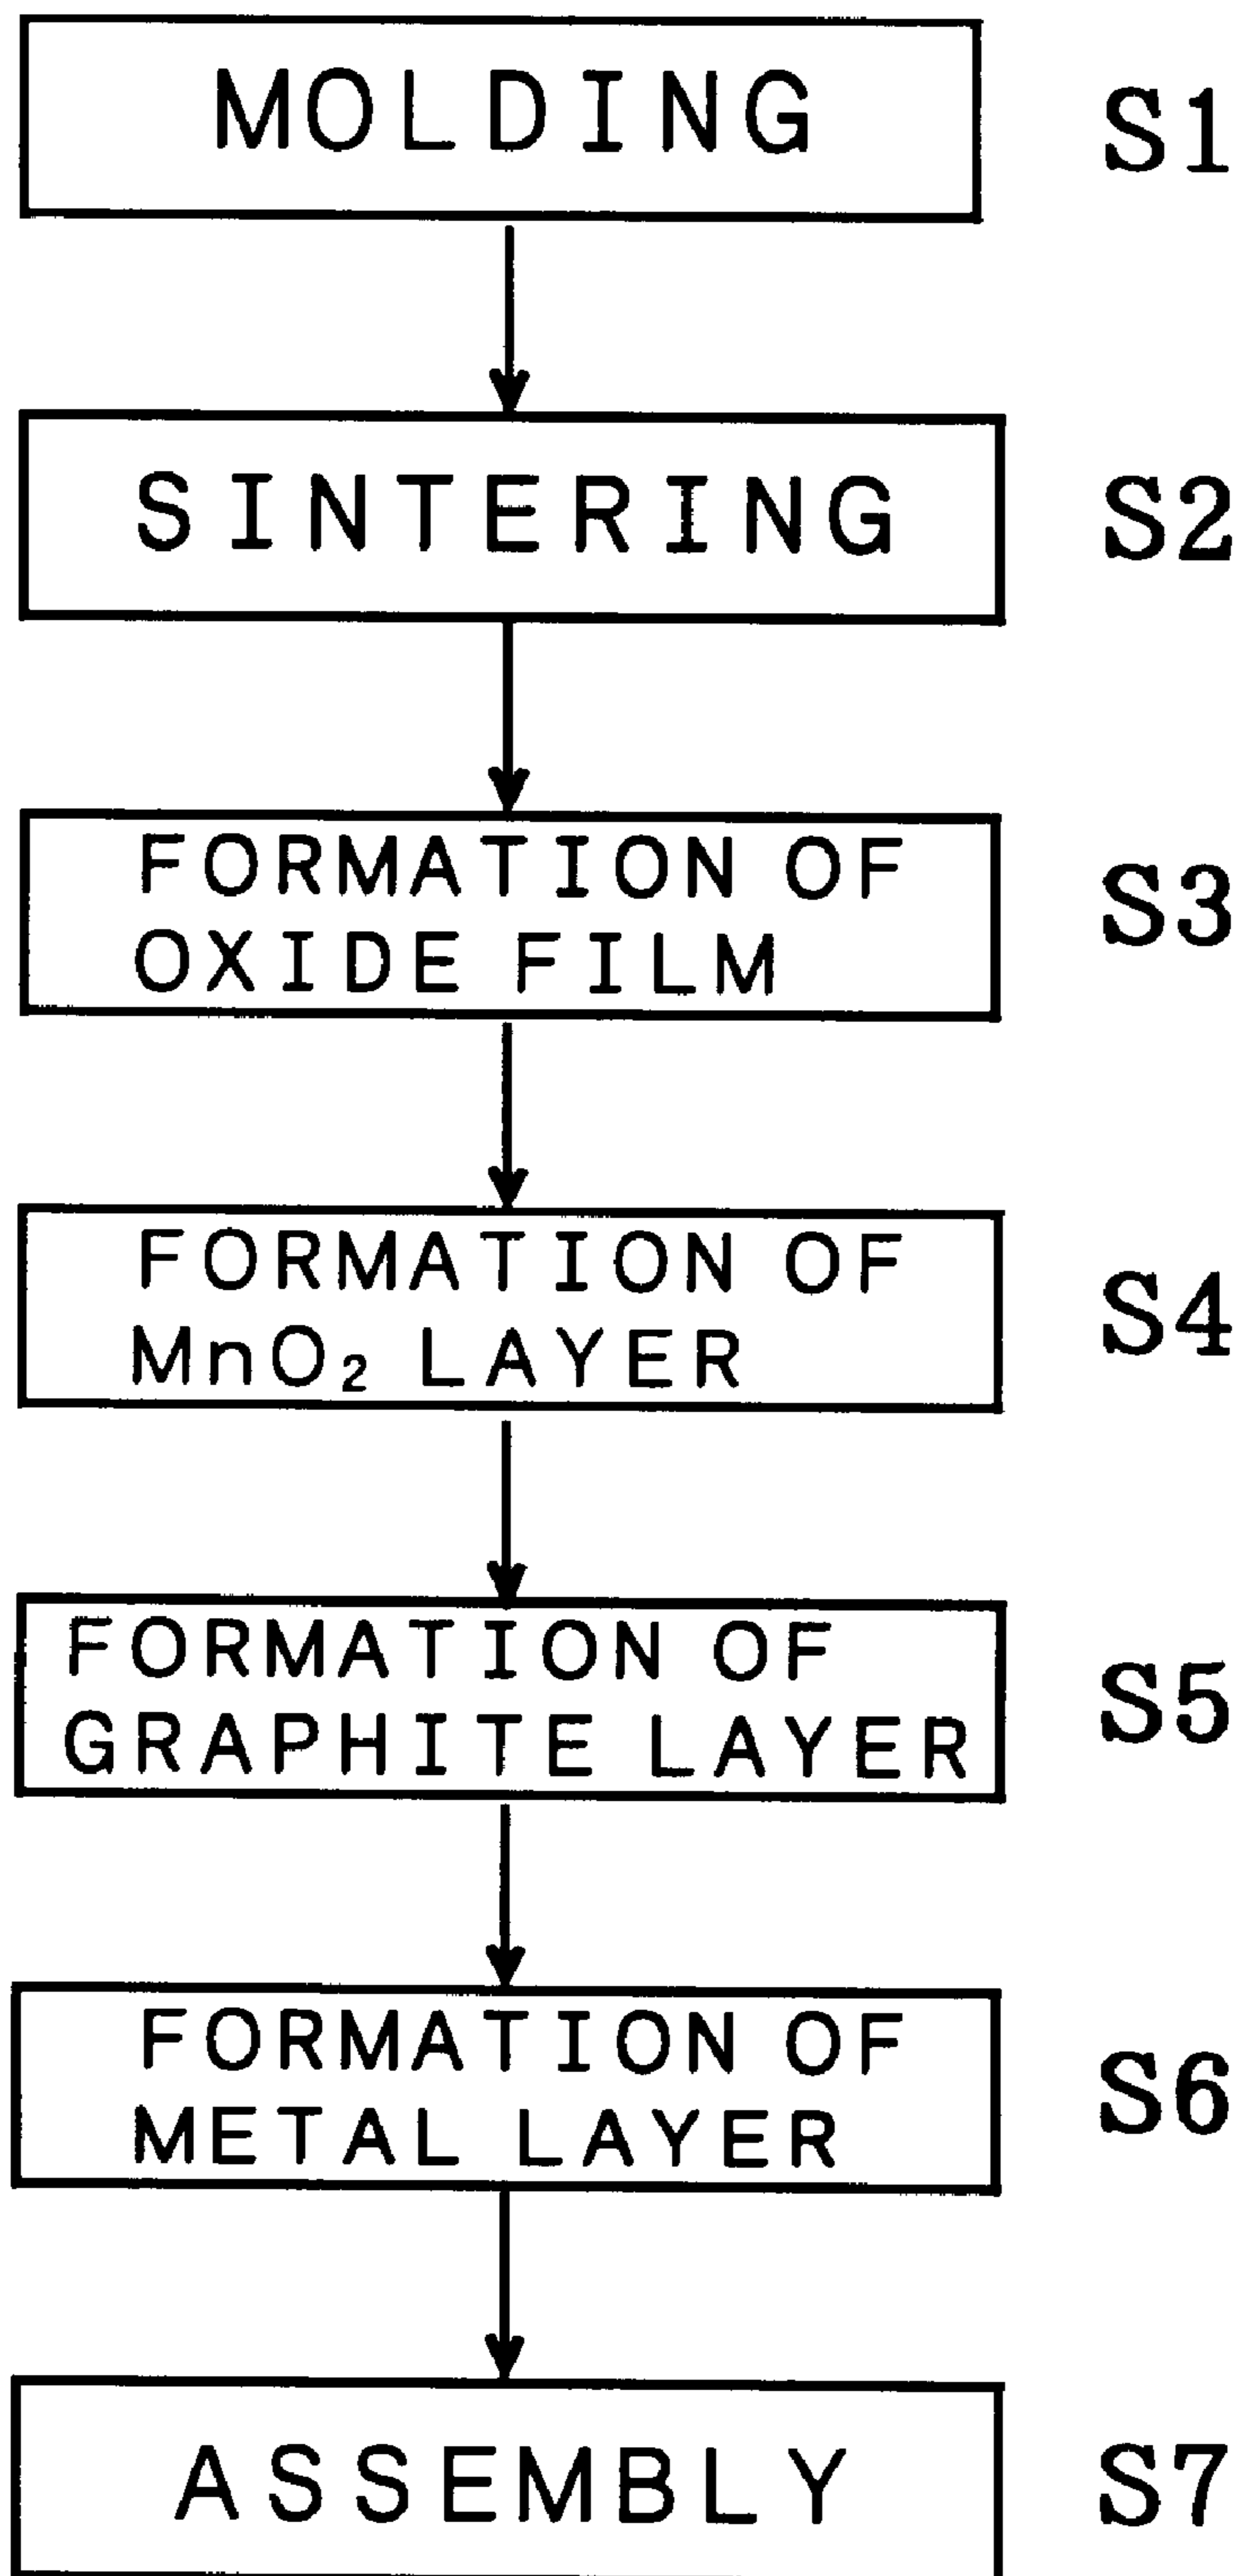 MOLDING S1
SINTERING S2
FORMATION OF
OXIDE FILM S3
FORMATION OF
MnO₂ LAYER S4
FORMATION OF
GRAPHITE LAYER S5
FORMATION OF
METAL LAYER S6
ASSEMBLY S7